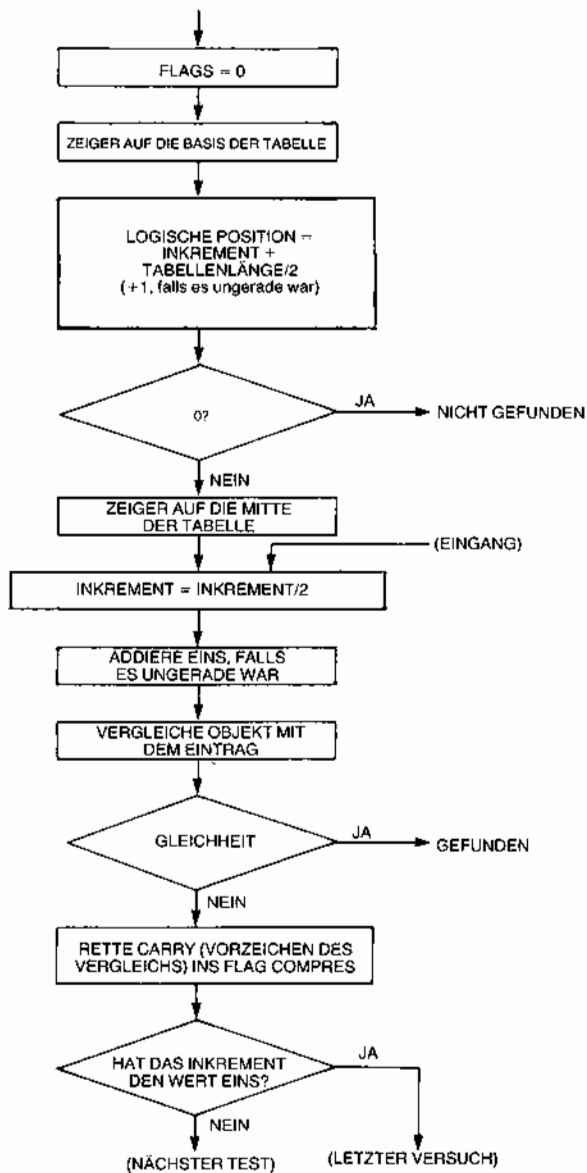 FLAGS = 0
ZEIGER AUF DIE BASIS DER TABELLE
LOGISCHE POSITION =
INKREMENT +
TABELLENLÄNGE/2
(+1, falls es ungerade war)
0?
JA
NICHT GEFUNDEN
NEIN
ZEIGER AUF DIE MITTE
DER TABELLE
(EINGANG)
INKREMENT = INKREMENT/2
ADDIERE EINS, FALLS
ES UNGERADE WAR
VERGLEICHE OBJEKT MIT
DEM EINTRAG
GLEICHHEIT
JA
GEFUNDEN
NEIN
RETTE CARRY (VORZEICHEN DES
VERGLEICHS) INS FLAG COMPRES
HAT DAS INKREMENT
DEN WERT EINS?
JA
NEIN
(NÄCHSTER TEST)
(LETZTER VERSUCH)